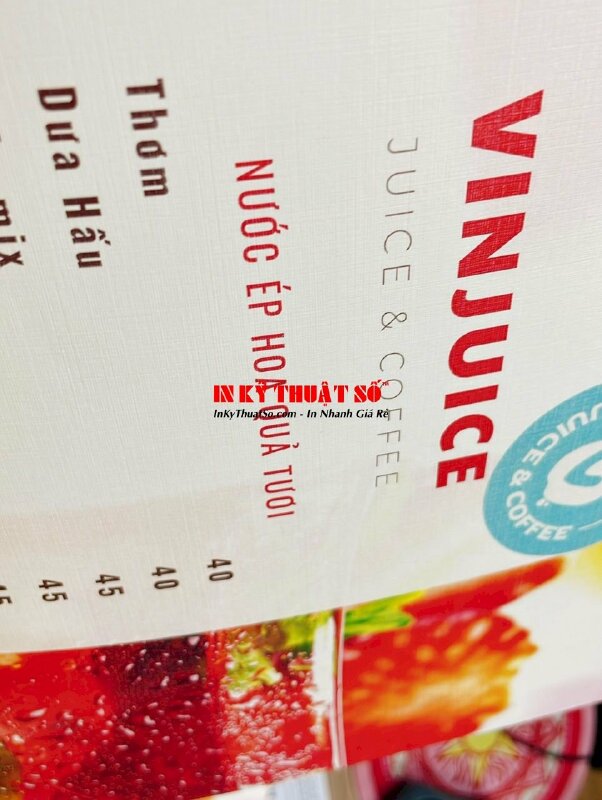 VINJUICE
JUICE & COFFEE
NƯỚC ÉP HOA QUẢ TƯƠI
40
Thơm 40
Dưa Hấu 45
mix 45
45
JUICE & COFFEE
IN KỸ THUẬT SỐ
InKyThuatSo.com - In Nhanh Giá Rẻ